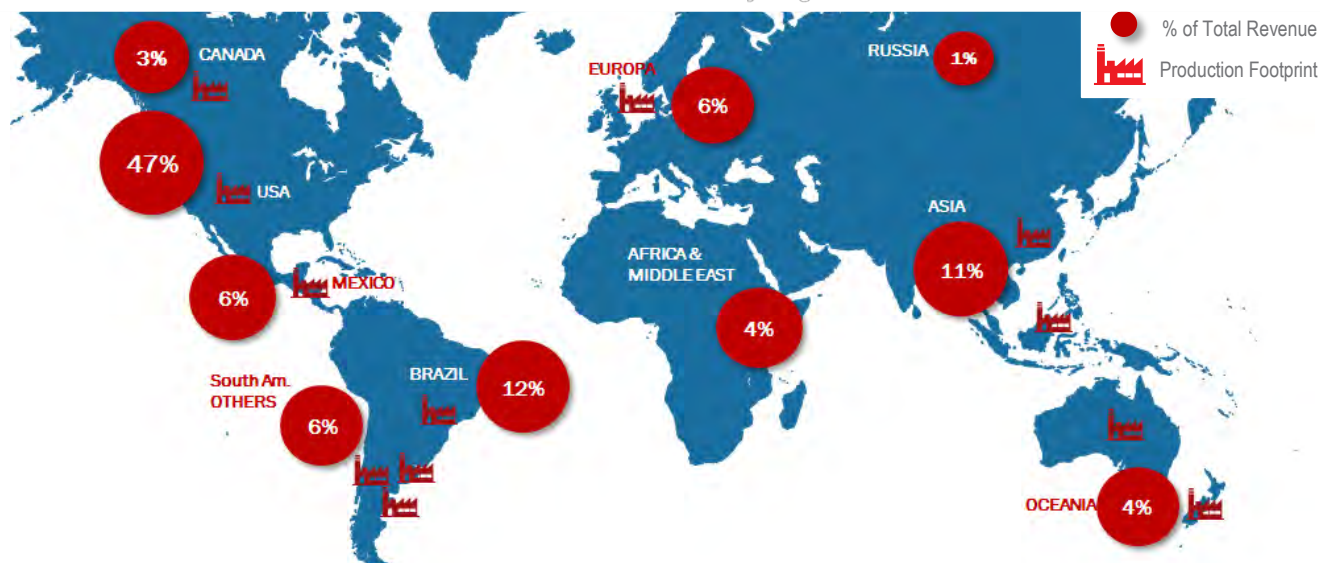 % of Total Revenue
Production Footprint
3%
CANADA
47%
USA
6%
MEXICO
South Am.
OTHERS
6%
BRAZIL
12%
EUROPA
6%
RUSSIA
1%
AFRICA &
MIDDLE EAST
4%
ASIA
11%
OCEANIA
4%